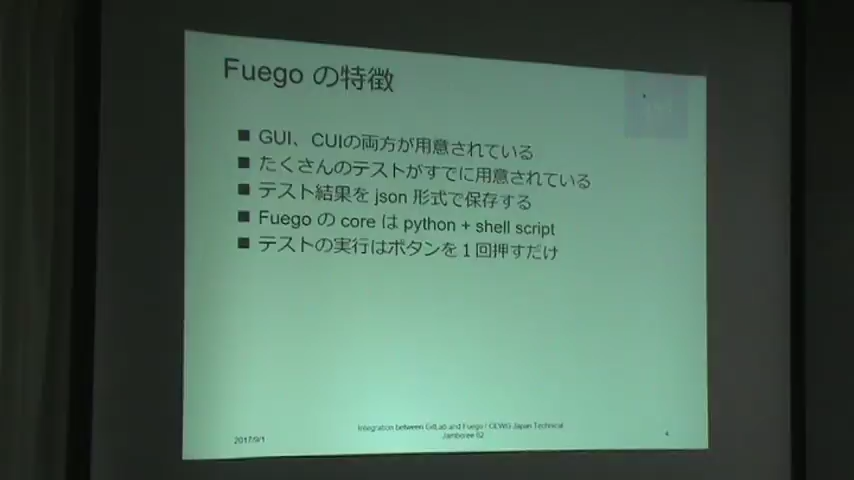 Fuego の特徴
■ GUI、CUIの両方が用意されている
■ たくさんのテストがすでに用意されている
■ テスト結果を json 形式で保存する
■ Fuego の core は python + shell script
■ テストの実行はボタンを１回押すだけ
2017/9/1
Integration between GitLab and Fuego / CEWG Japan Technical
Jamboree 62
4